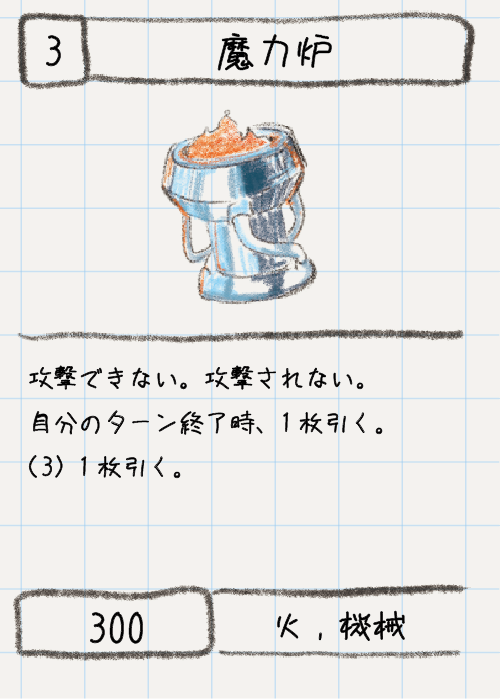 3
魔力炉
攻撃できない。攻撃されない。
自分のターン終了時、1枚引く。
(3) 1枚引く。
300
火,機械